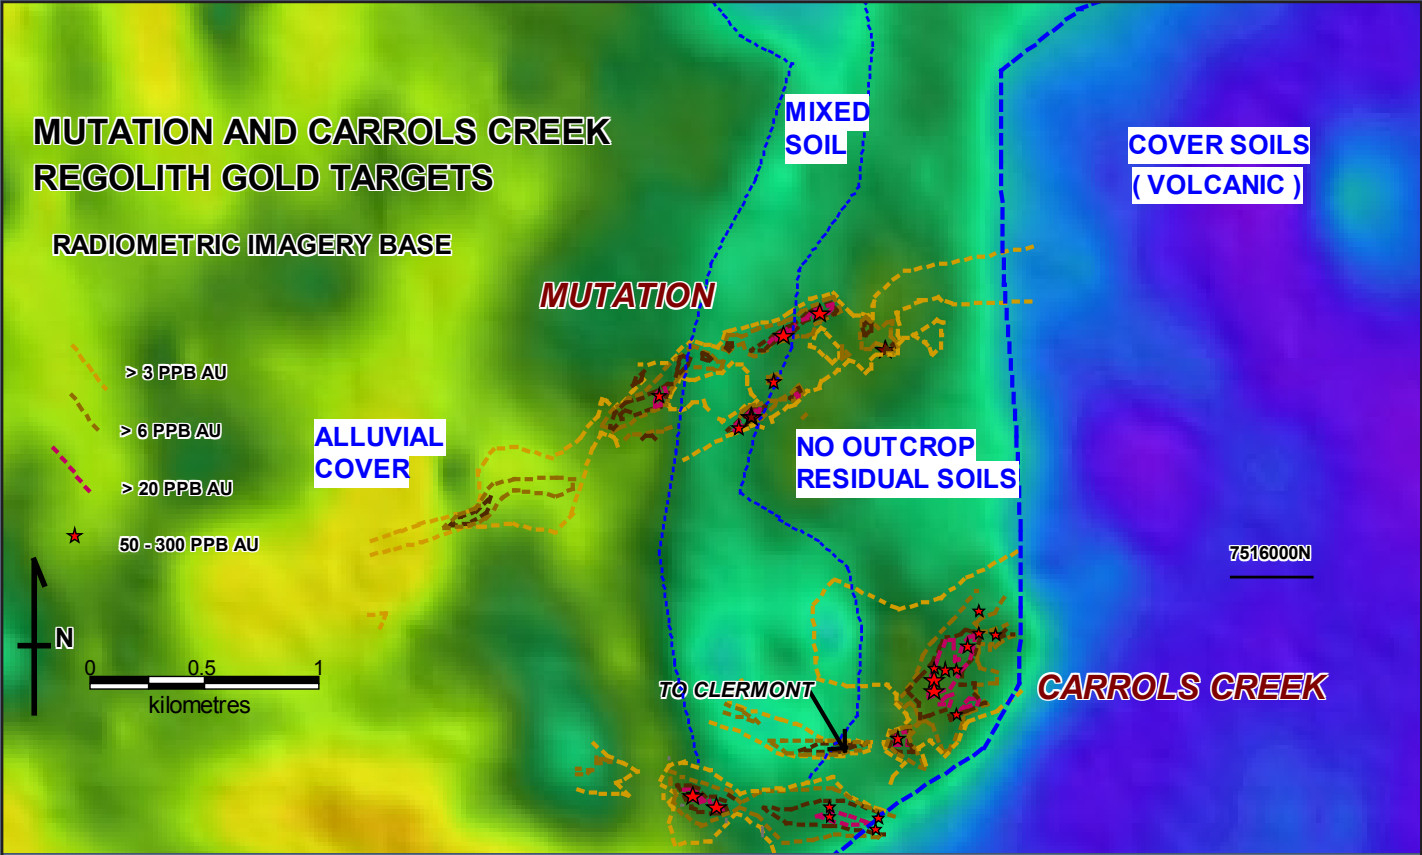 MUTATION AND CARROLS CREEK
REGOLITH GOLD TARGETS
RADIOMETRIC IMAGERY BASE
MIXED
SOIL
COVER SOILS
( VOLCANIC )
MUTATION
> 3 PPB AU
> 6 PPB AU
> 20 PPB AU
50 - 300 PPB AU
ALLUVIAL
COVER
NO OUTCROP
RESIDUAL SOILS
7516000N
N
0 0.5 1
kilometres
TO CLERMONT
CARROLS CREEK